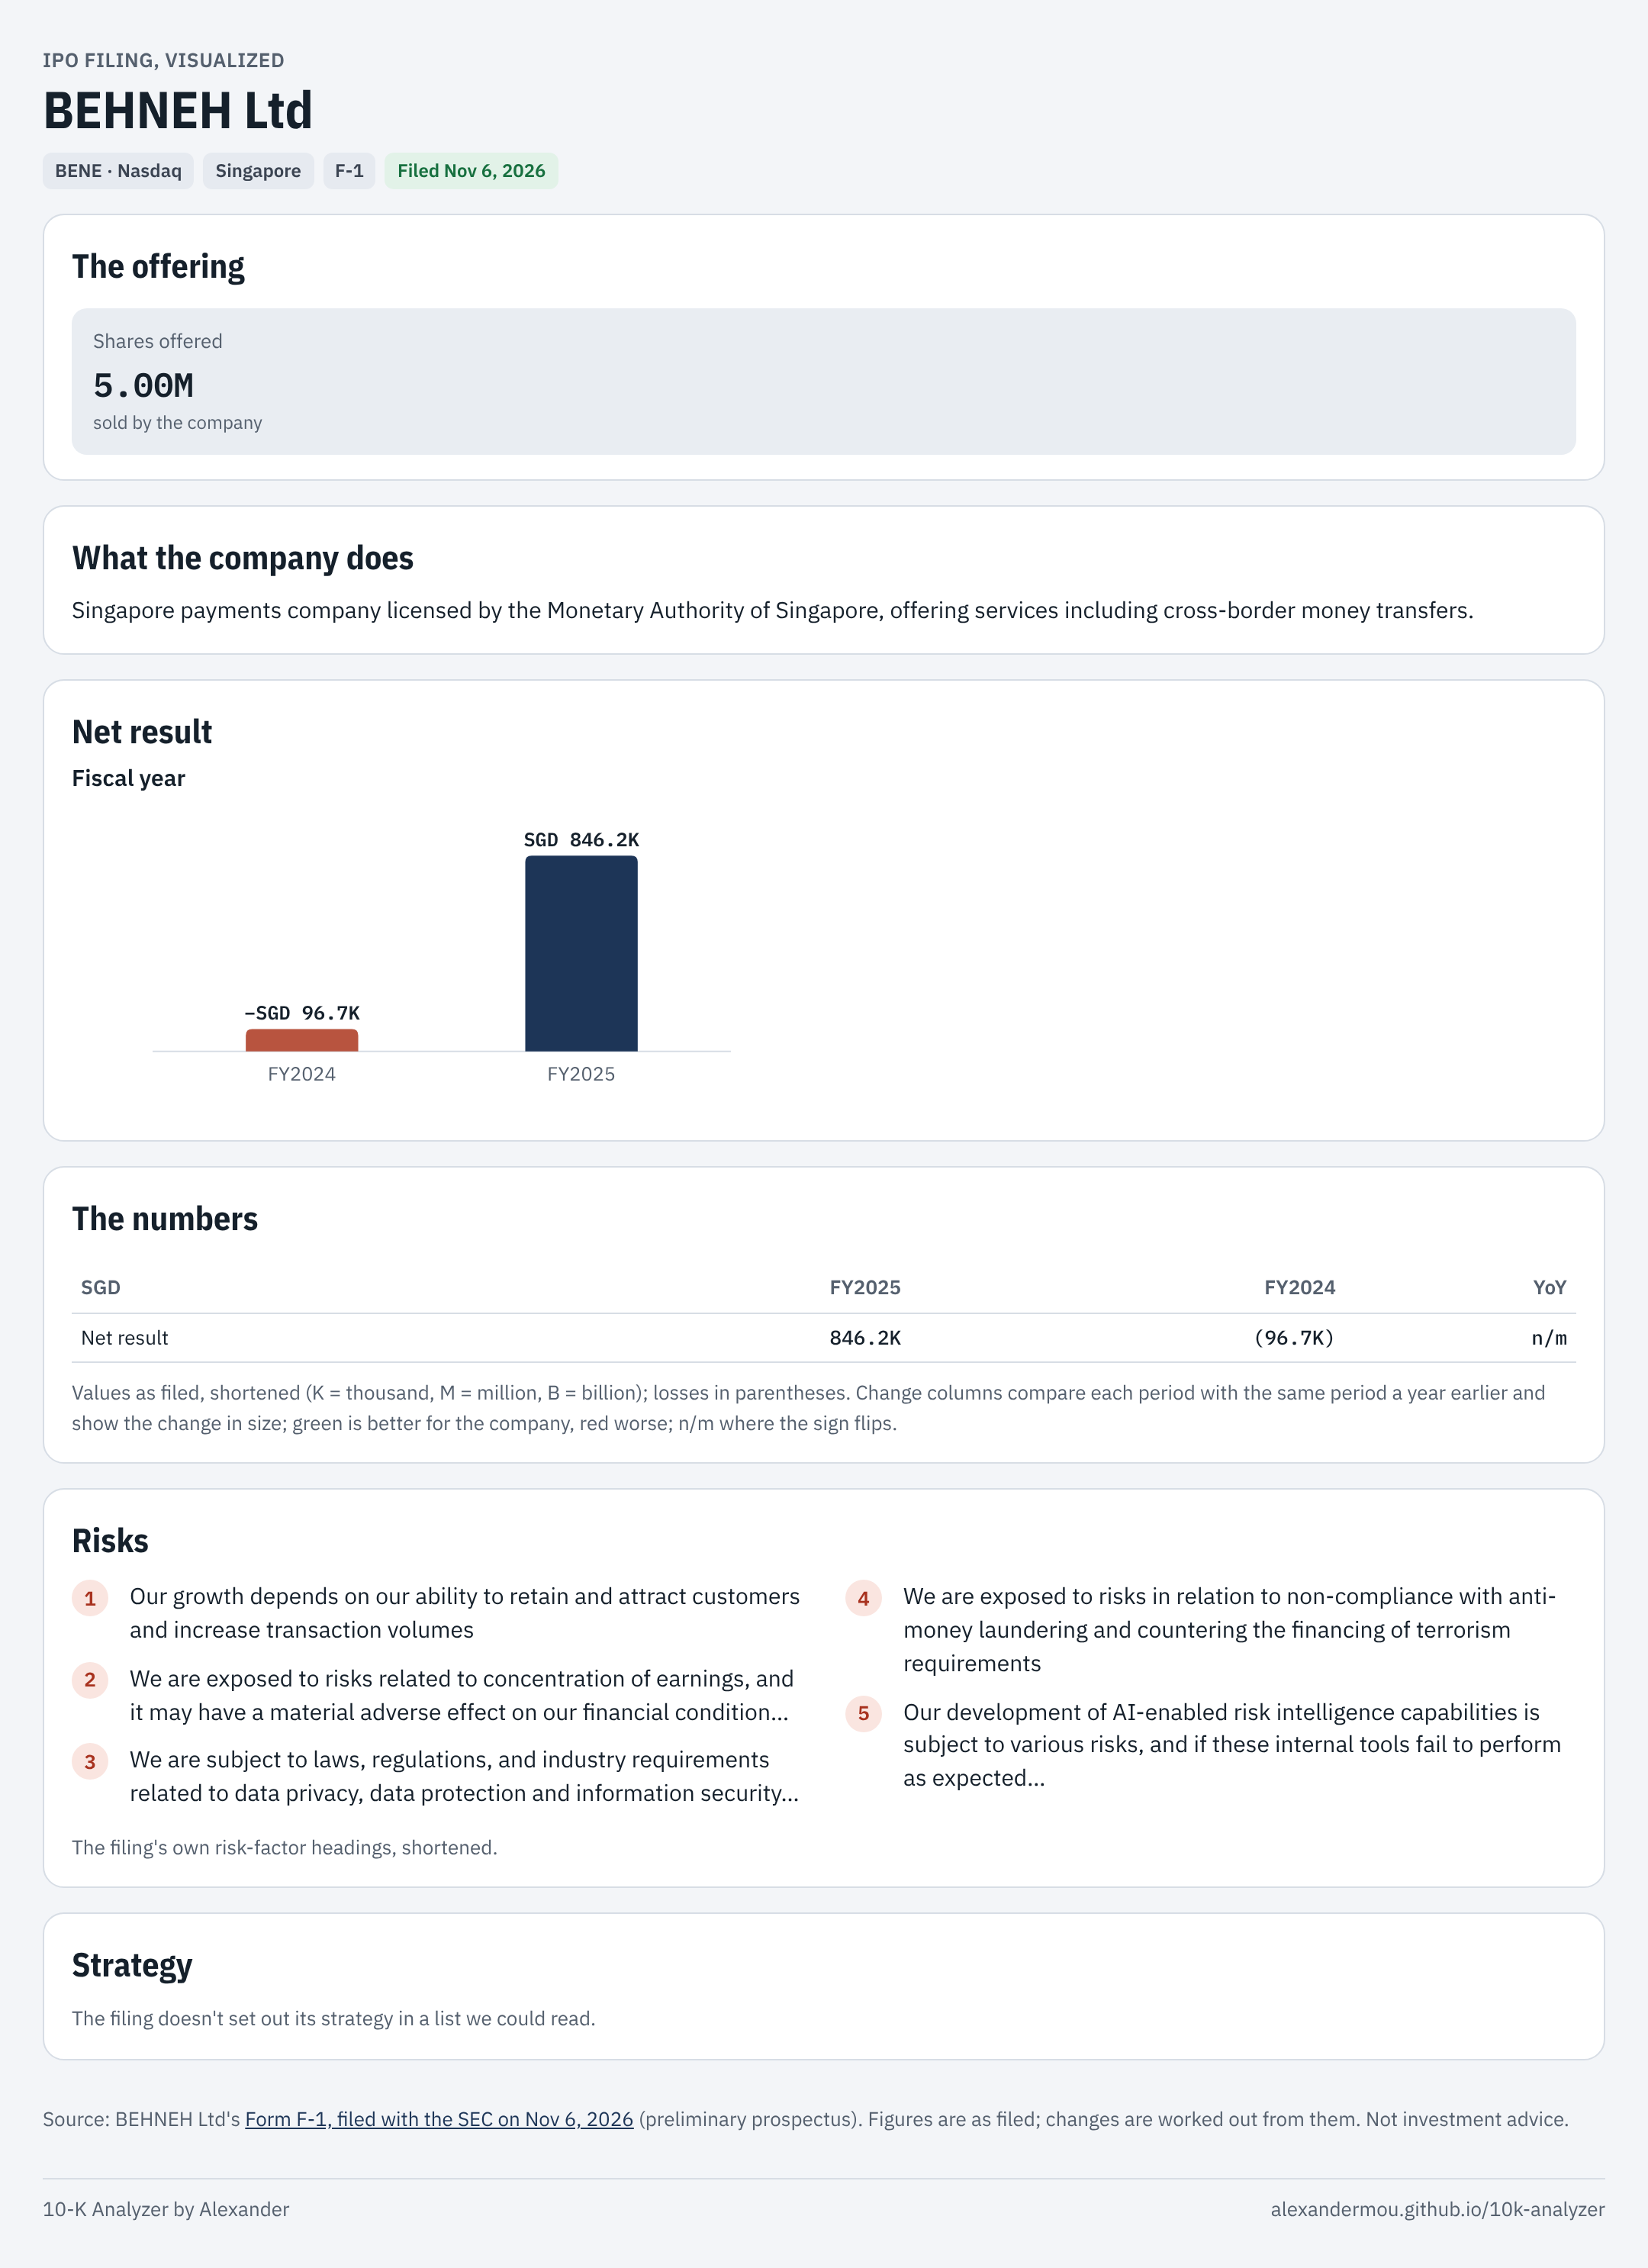 IPO FILING, VISUALIZED
BEHNEH Ltd
BENE · Nasdaq
Singapore
F-1
Filed Nov 6, 2026
The offering
Shares offered
5.00M
sold by the company
What the company does
Singapore payments company licensed by the Monetary Authority of Singapore, offering services including cross-border money transfers.
Net result
Fiscal year
SGD 846.2K
−SGD 96.7K
FY2024
FY2025
The numbers
SGD FY2025 FY2024 YoY
Net result 846.2K (96.7K) n/m
Values as filed, shortened (K = thousand, M = million, B = billion); losses in parentheses. Change columns compare each period with the same period a year earlier and
show the change in size; green is better for the company, red worse; n/m where the sign flips.
Risks
1 Our growth depends on our ability to retain and attract customers
and increase transaction volumes
2 We are exposed to risks related to concentration of earnings, and
it may have a material adverse effect on our financial condition...
3 We are subject to laws, regulations, and industry requirements
related to data privacy, data protection and information security...
4 We are exposed to risks in relation to non-compliance with anti-
money laundering and countering the financing of terrorism
requirements
5 Our development of AI-enabled risk intelligence capabilities is
subject to various risks, and if these internal tools fail to perform
as expected...
The filing's own risk-factor headings, shortened.
Strategy
The filing doesn't set out its strategy in a list we could read.
Source: BEHNEH Ltd's Form F-1, filed with the SEC on Nov 6, 2026 (preliminary prospectus). Figures are as filed; changes are worked out from them. Not investment advice.
10-K Analyzer by Alexander
alexandermou.github.io/10k-analyzer